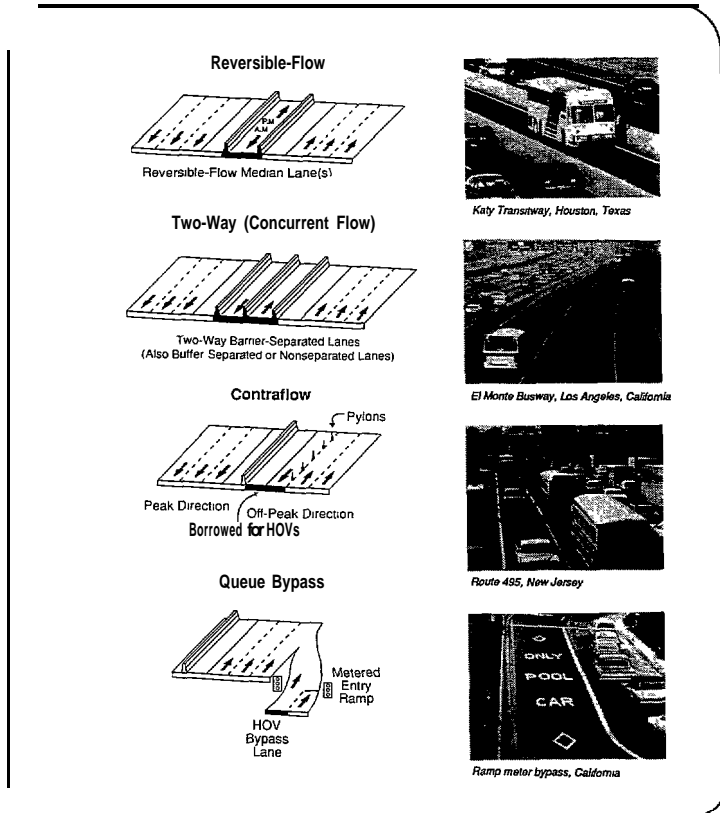 Reversible-Flow
P.M
A.M
Reversible-Flow Median Lane(s)
Katy Transitway, Houston, Texas
Two-Way (Concurrent Flow)
Two-Way Barrier-Separated Lanes
(Also Buffer Separated or Nonseparated Lanes)
El Monte Busway, Los Angeles, California
Contraflow
Pylons
Peak Direction
Off-Peak Direction
Borrowed for HOVs
Route 495, New Jersey
Queue Bypass
Metered
Entry
Ramp
HOV
Bypass
Lane
ONLY
POOL
CAR
Ramp meter bypass, California